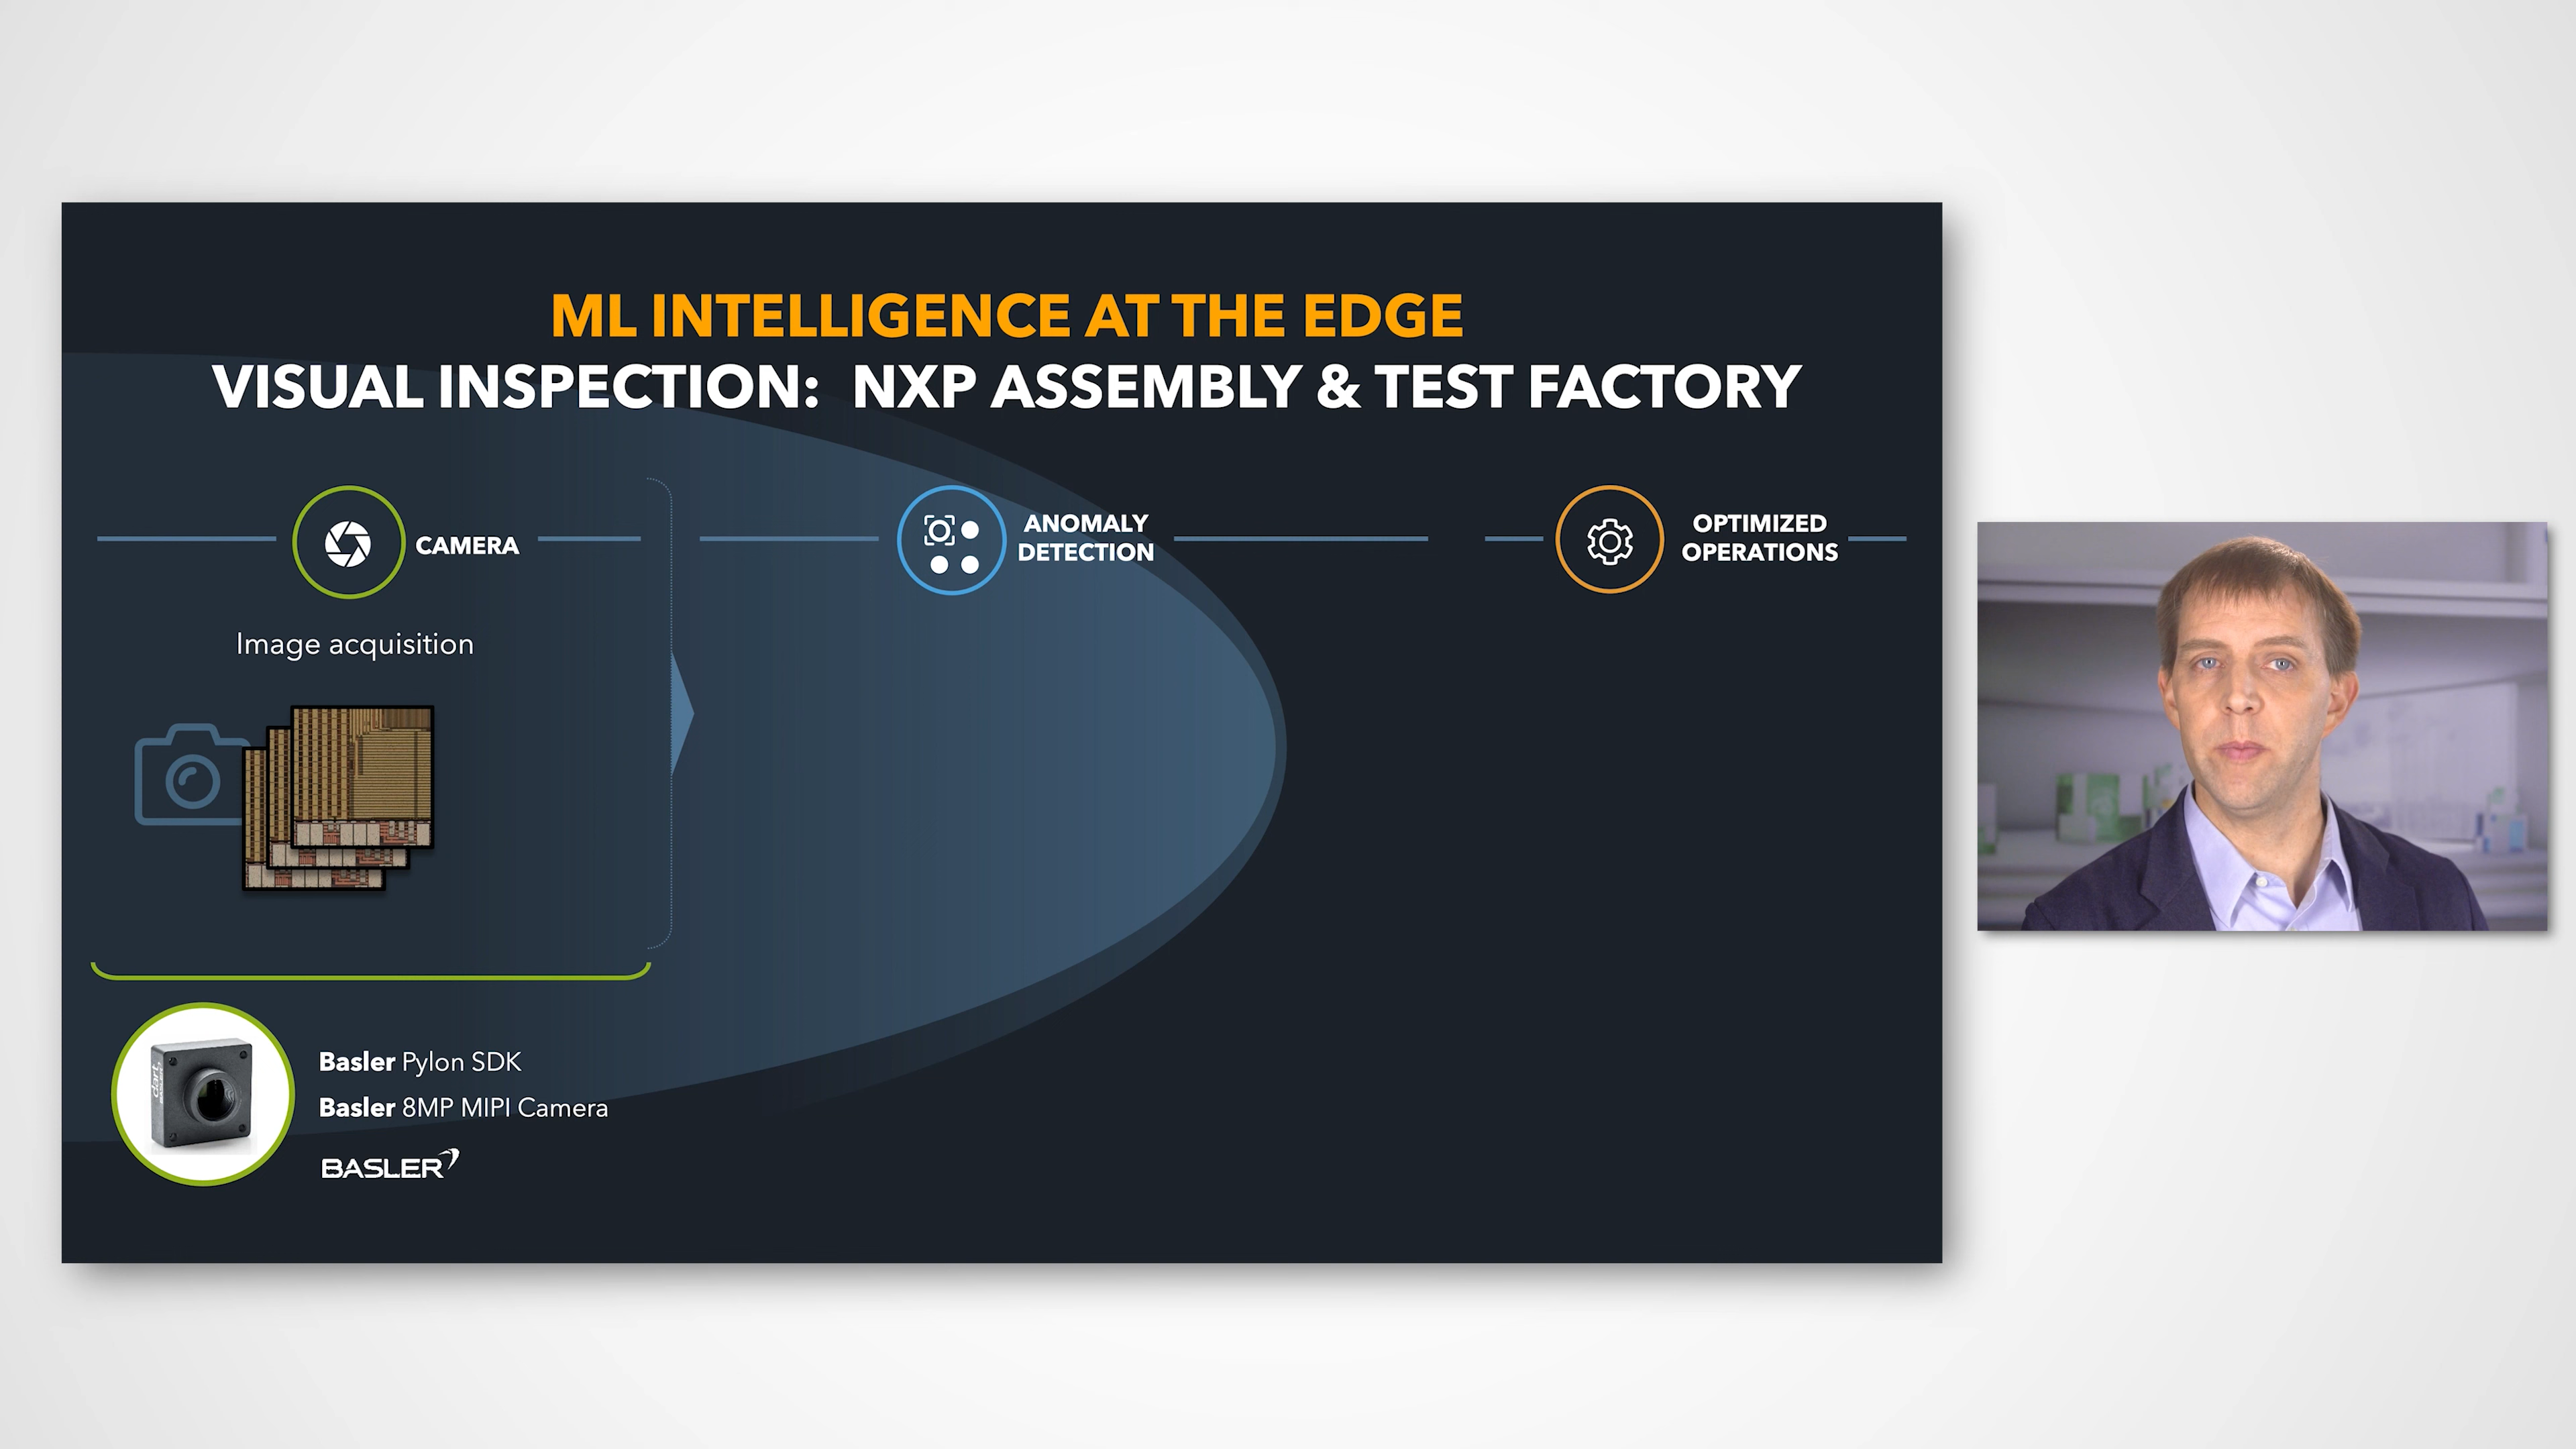 ML INTELLIGENCE AT THE EDGE
VISUAL INSPECTION: NXP ASSEMBLY & TEST FACTORY
CAMERA
ANOMALY
DETECTION
OPTIMIZED
OPERATIONS
Image acquisition
dart
Basler Pylon SDK
Basler 8MP MIPI Camera
BASLER